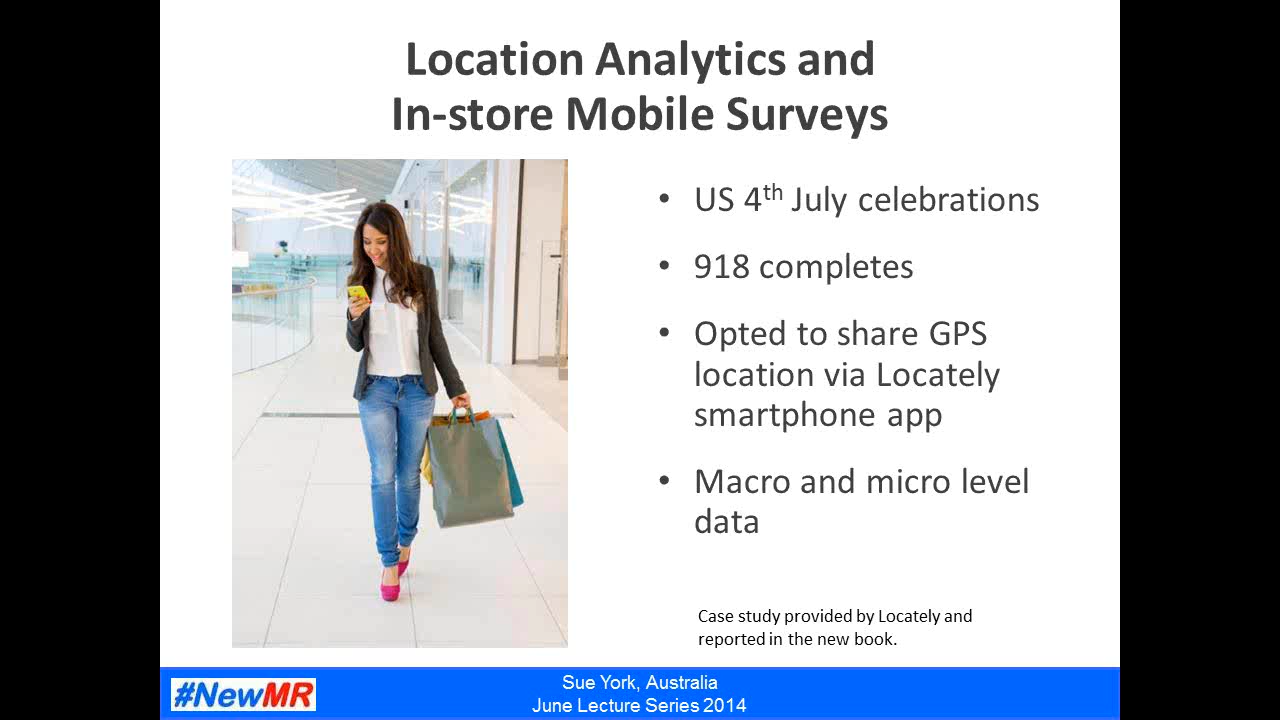 Location Analytics and
In-store Mobile Surveys
• US 4th July celebrations
• 918 completes
• Opted to share GPS
location via Locately
smartphone app
• Macro and micro level
data
Case study provided by Locately and
reported in the new book.
#NewMR
Sue York, Australia
June Lecture Series 2014